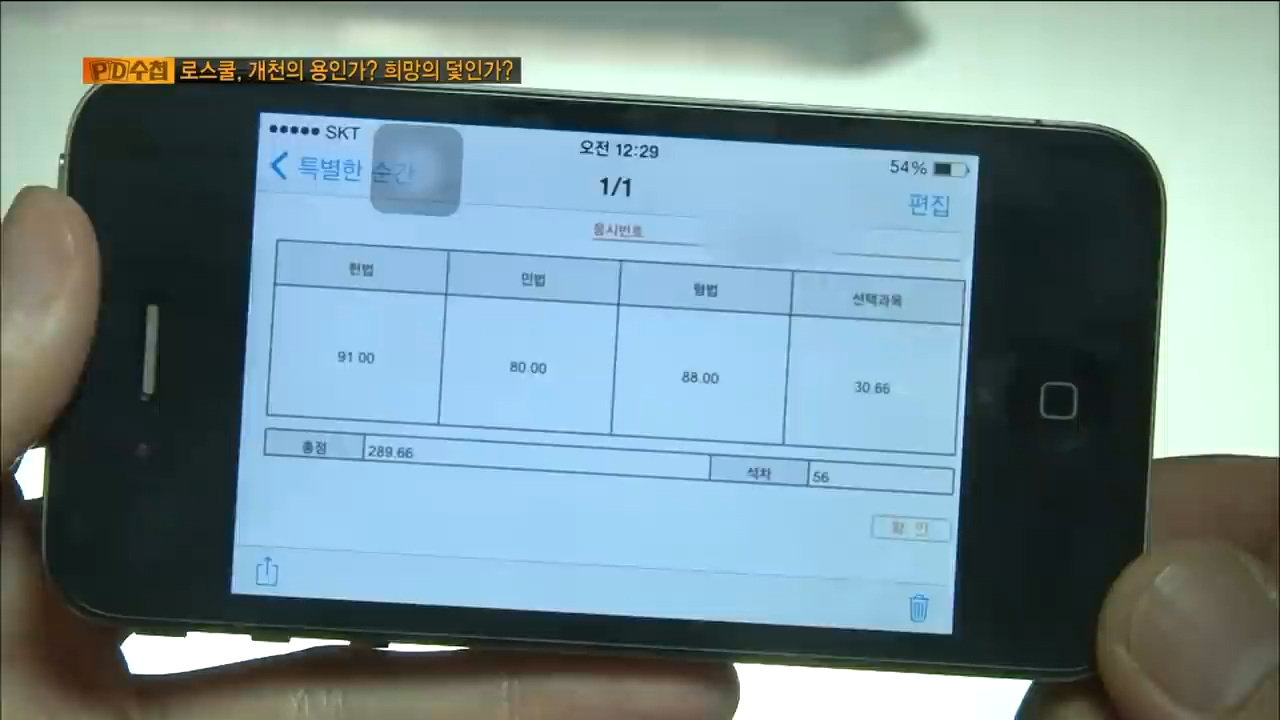 PD수첩 로스쿨, 개천의 용인가? 희망의 덫인가?
SKT 오전 12:29 54%
특별한 순간 1/1 편집
응시번호
헌법 민법 형법 선택과목
91.00 80.00 88.00 30.66
총점 289.66 석차 56
확 인